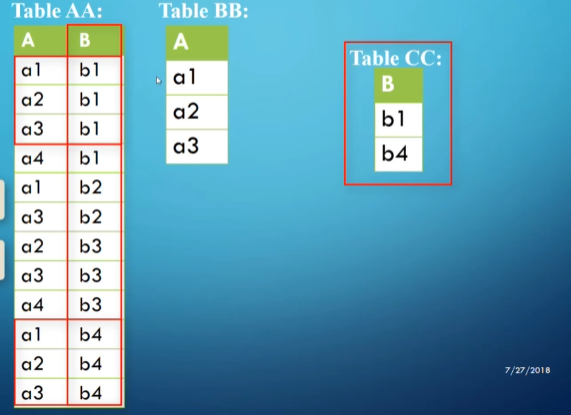 Table AA:
A B
a1 b1
a2 b1
a3 b1
a4 b1
a1 b2
a3 b2
a2 b3
a3 b3
a4 b3
a1 b4
a2 b4
a3 b4
Table BB:
A
a1
a2
a3
Table CC:
B
b1
b4
7/27/2018